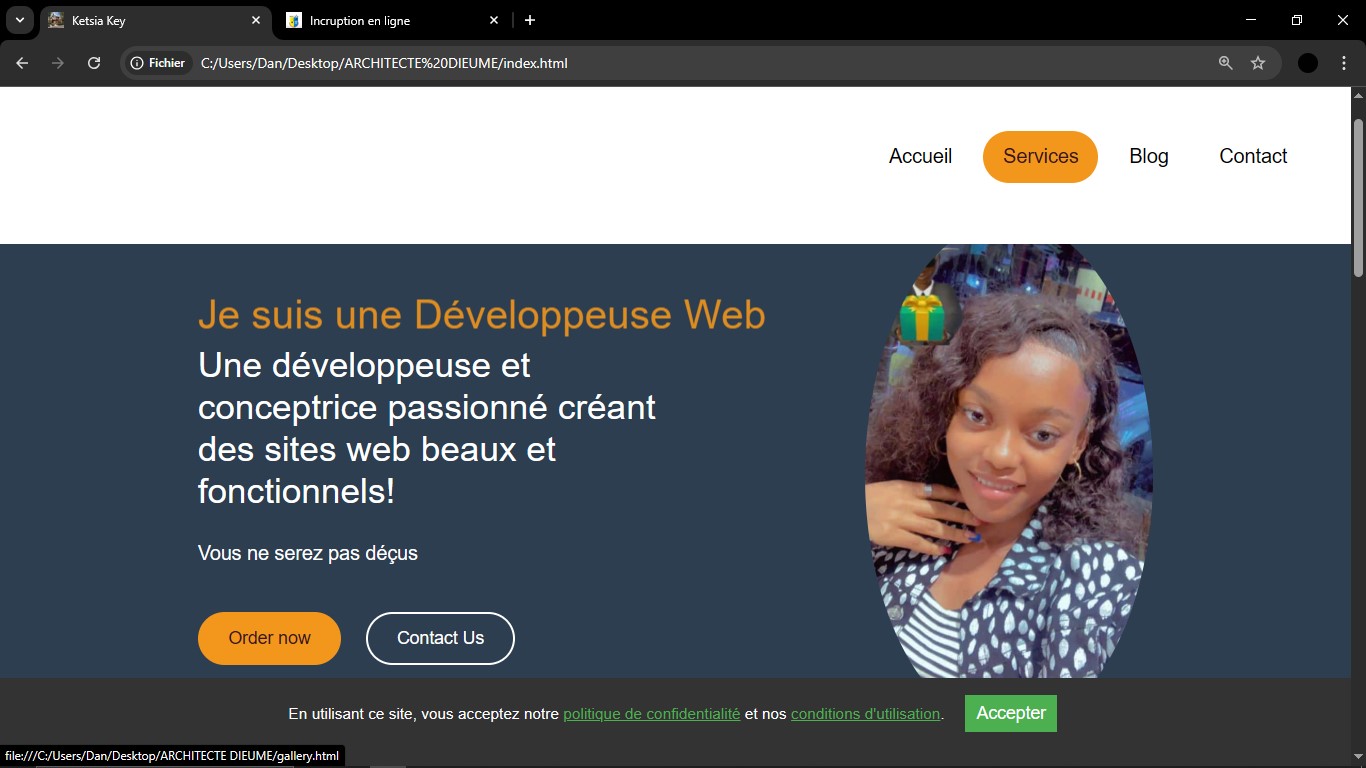 Ketsia Key
Incruption en ligne
Fichier
C:/Users/Dan/Desktop/ARCHITECTE%20DIEUME/index.html
Accueil Services Blog Contact
Je suis une Développeuse Web
Une développeuse et
conceptrice passionné créant
des sites web beaux et
fonctionnels!
Vous ne serez pas déçus
Order now Contact Us
En utilisant ce site, vous acceptez notre politique de confidentialité et nos conditions d'utilisation. Accepter
file:///C:/Users/Dan/Desktop/ARCHITECTE DIEUME/gallery.html